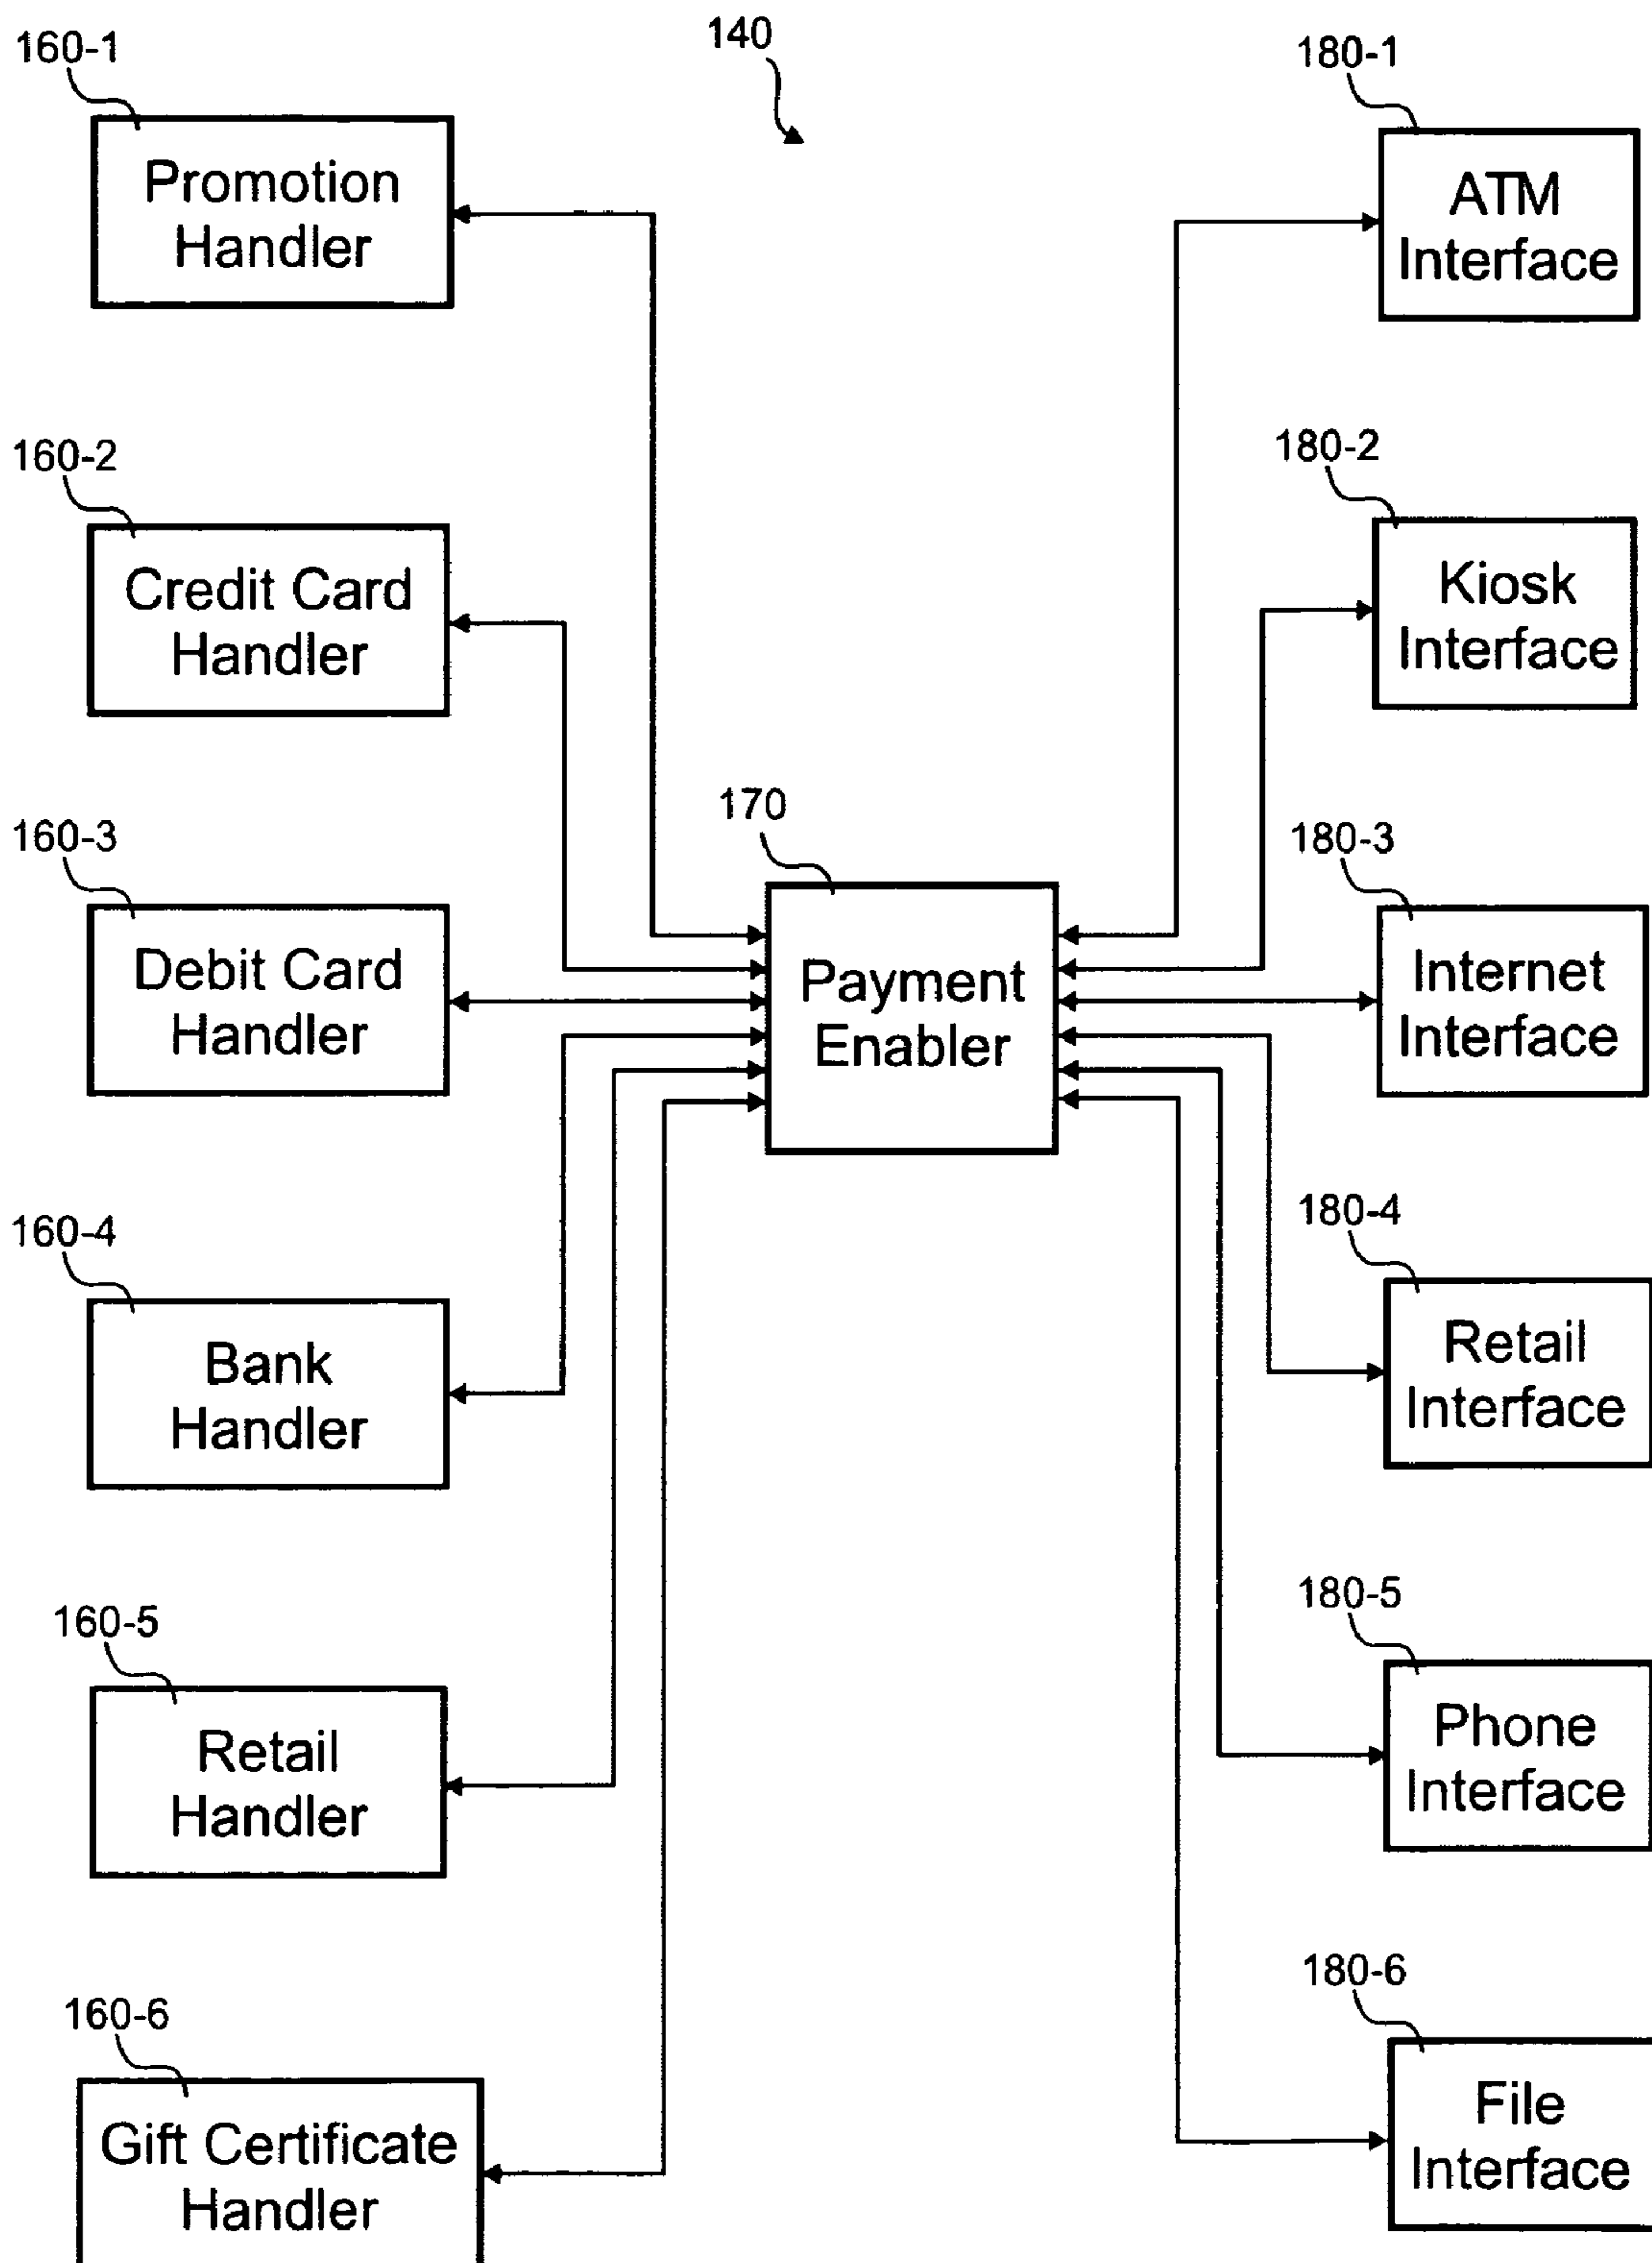 140
160-1
Promotion
Handler
160-2
Credit Card
Handler
160-3
Debit Card
Handler
160-4
Bank
Handler
160-5
Retail
Handler
160-6
Gift Certificate
Handler
170
Payment
Enabler
180-1
ATM
Interface
180-2
Kiosk
Interface
180-3
Internet
Interface
180-4
Retail
Interface
180-5
Phone
Interface
180-6
File
Interface